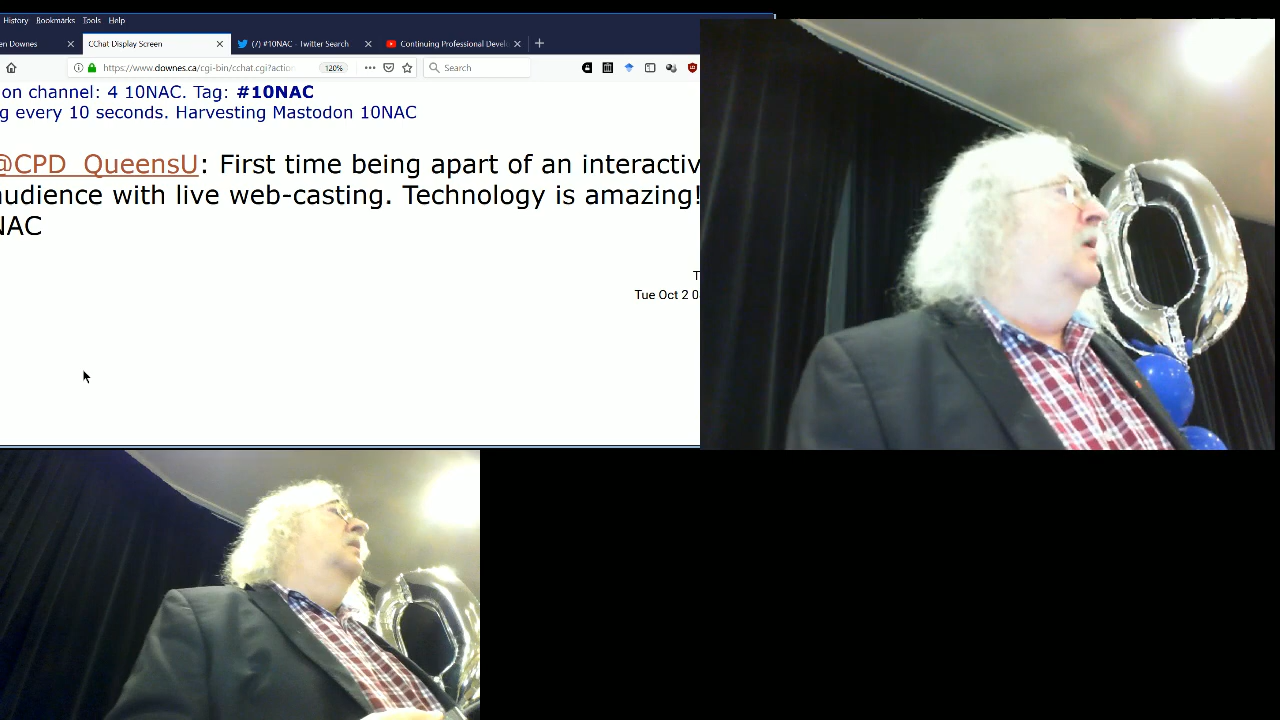 History Bookmarks Tools Help
en Downes
CChat Display Screen
(7) #10NAC - Twitter Search
Continuing Professional Devel
https://www.downes.ca/cgi-bin/cchat.cgi?action
120%
Search
on channel: 4 10NAC. Tag: #10NAC
g every 10 seconds. Harvesting Mastodon 10NAC
@CPD_QueensU: First time being apart of an interactiv
audience with live web-casting. Technology is amazing!
NAC
T
Tue Oct 2 0